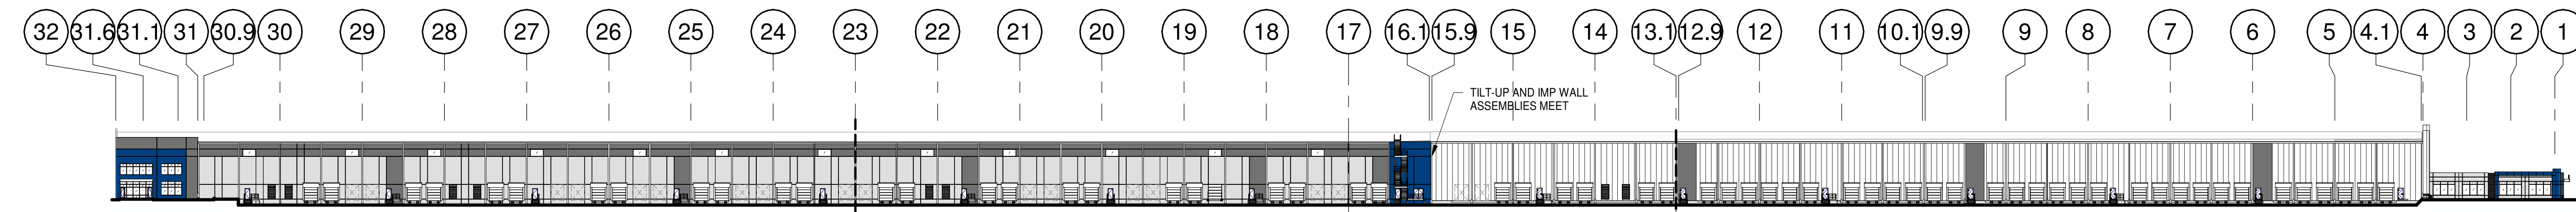 32 31.6 31.1 31 30.9 30 29 28 27 26 25 24 23 22 21 20 19 18 17 16.1 15.9 15 14 13.1 12.9 12 11 10.1 9.9 9 8 7 6 5 4.1 4 3 2 1
TILT-UP AND IMP WALL
ASSEMBLIES MEET